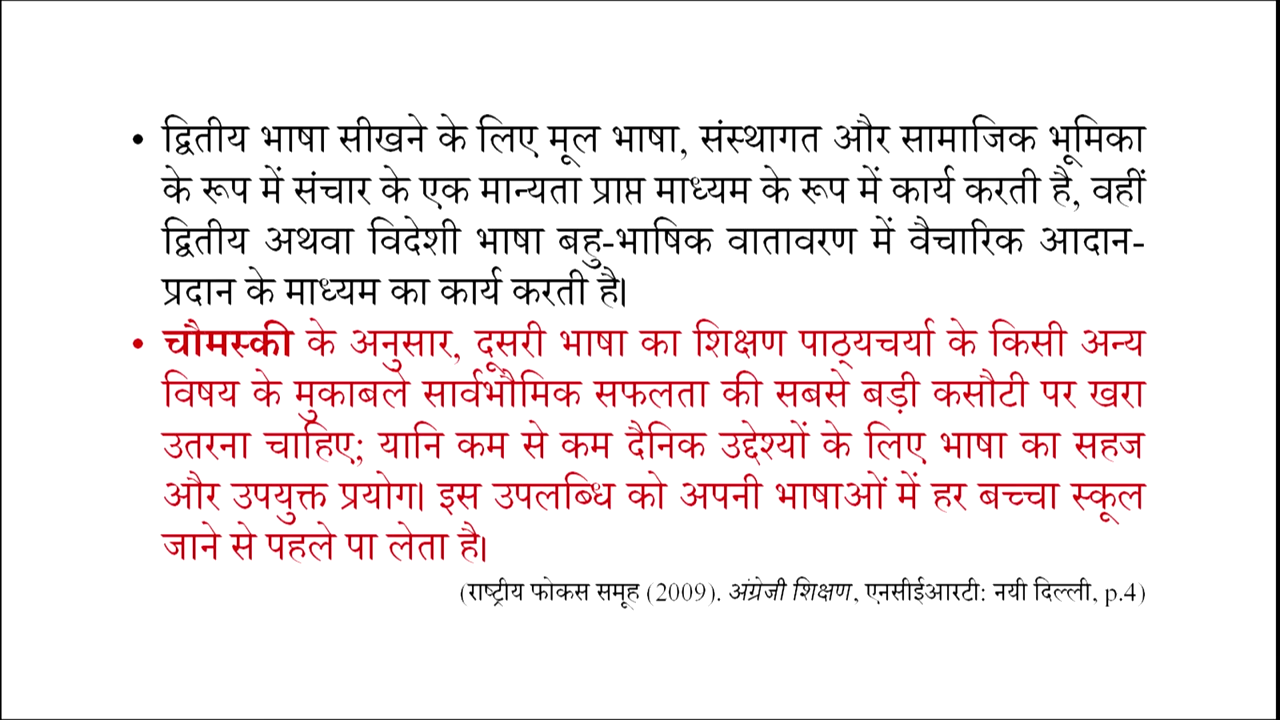 • द्वितीय भाषा सीखने के लिए मूल भाषा, संस्थागत और सामाजिक भूमिका
के रूप में संचार के एक मान्यता प्राप्त माध्यम के रूप में कार्य करती है, वहीं
द्वितीय अथवा विदेशी भाषा बहु-भाषिक वातावरण में वैचारिक आदान-
प्रदान के माध्यम का कार्य करती है।
• चौमस्की के अनुसार, दूसरी भाषा का शिक्षण पाठ्यचर्या के किसी अन्य
विषय के मुकाबले सार्वभौमिक सफलता की सबसे बड़ी कसौटी पर खरा
उतरना चाहिए; यानि कम से कम दैनिक उद्देश्यों के लिए भाषा का सहज
और उपयुक्त प्रयोग। इस उपलब्धि को अपनी भाषाओं में हर बच्चा स्कूल
जाने से पहले पा लेता है।
(राष्ट्रीय फोकस समूह (2009). अंग्रेजी शिक्षण, एनसीईआरटी: नयी दिल्ली, p.4)